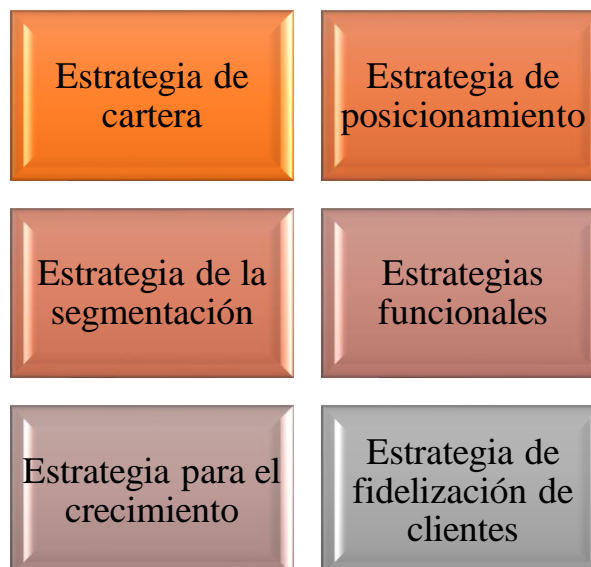 Estrategia de
cartera
Estrategia de
posicionamiento
Estrategia de la
segmentación
Estrategias
funcionales
Estrategia para el
crecimiento
Estrategia de
fidelización de
clientes